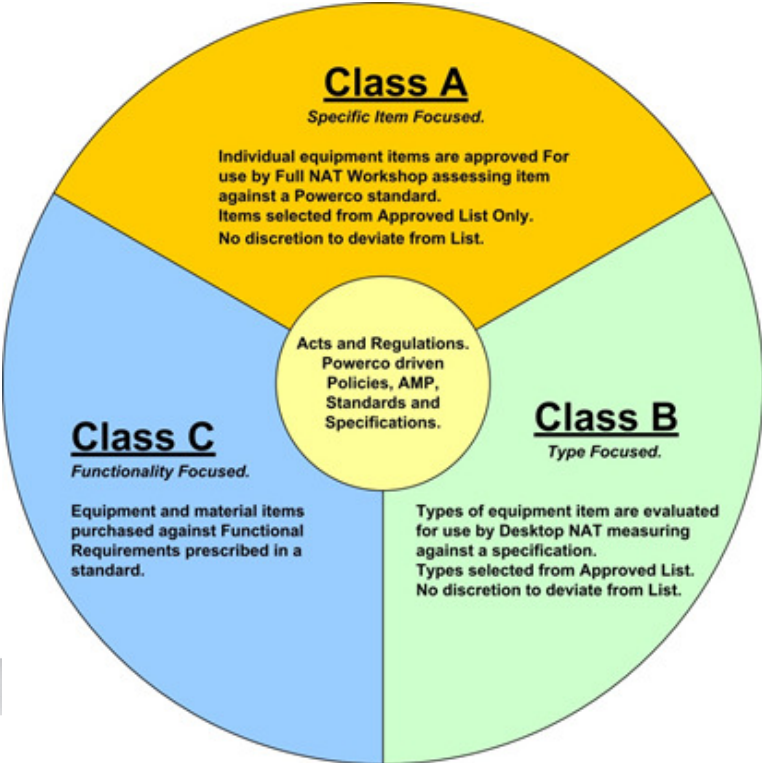 Class A
Specific Item Focused.
Individual equipment items are approved For
use by Full NAT Workshop assessing item
against a Powerco standard.
Items selected from Approved List Only.
No discretion to deviate from List.
Acts and Regulations.
Powerco driven
Policies, AMP,
Standards and
Specifications.
Class B
Type Focused.
Types of equipment item are evaluated
for use by Desktop NAT measuring
against a specification.
Types selected from Approved List.
No discretion to deviate from List.
Class C
Functionality Focused.
Equipment and material items
purchased against Functional
Requirements prescribed in a
standard.